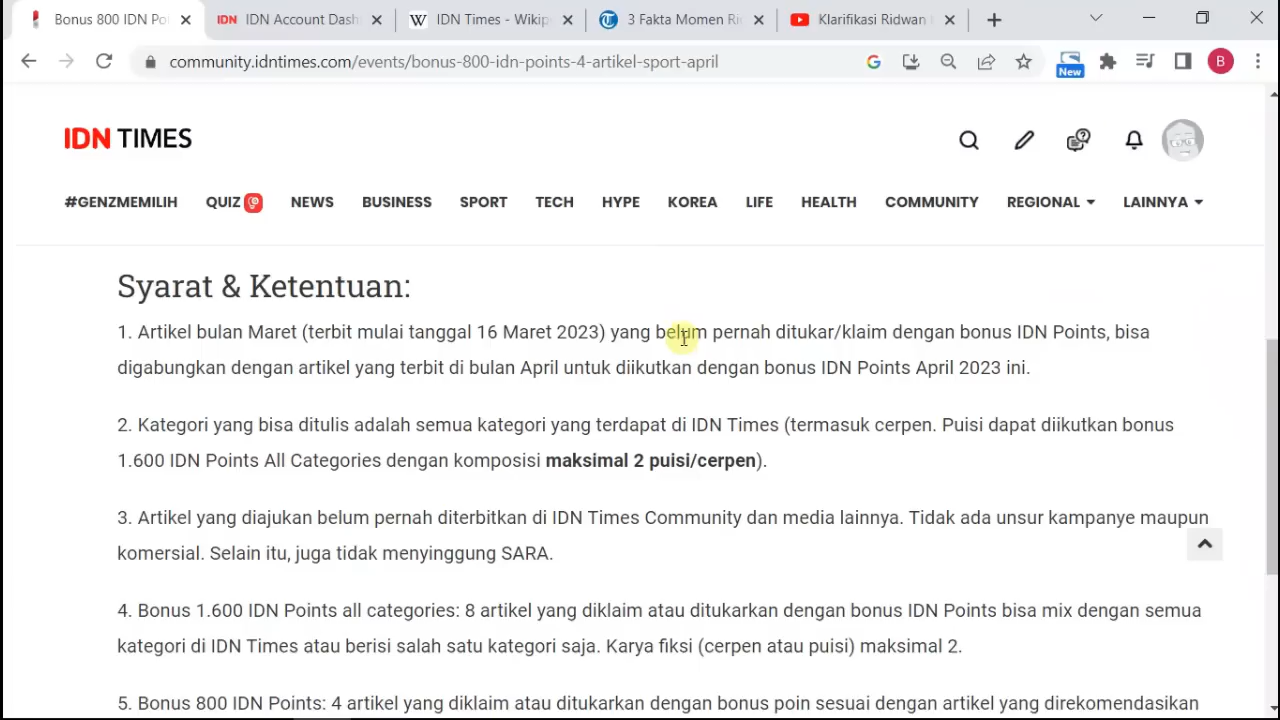 Bonus 800 IDN Poi
IDN Account Dash
IDN Times - Wikip
3 Fakta Momen Ri
Klarifikasi Ridwan
community.idntimes.com/events/bonus-800-idn-points-4-artikel-sport-april
New
B
IDN TIMES
#GENZMEMILIH QUIZ NEWS BUSINESS SPORT TECH HYPE KOREA LIFE HEALTH COMMUNITY REGIONAL LAINNYA
Syarat & Ketentuan:
1. Artikel bulan Maret (terbit mulai tanggal 16 Maret 2023) yang belum pernah ditukar/klaim dengan bonus IDN Points, bisa
digabungkan dengan artikel yang terbit di bulan April untuk diikutkan dengan bonus IDN Points April 2023 ini.
2. Kategori yang bisa ditulis adalah semua kategori yang terdapat di IDN Times (termasuk cerpen. Puisi dapat diikutkan bonus
1.600 IDN Points All Categories dengan komposisi maksimal 2 puisi/cerpen).
3. Artikel yang diajukan belum pernah diterbitkan di IDN Times Community dan media lainnya. Tidak ada unsur kampanye maupun
komersial. Selain itu, juga tidak menyinggung SARA.
4. Bonus 1.600 IDN Points all categories: 8 artikel yang diklaim atau ditukarkan dengan bonus IDN Points bisa mix dengan semua
kategori di IDN Times atau berisi salah satu kategori saja. Karya fiksi (cerpen atau puisi) maksimal 2.
5. Bonus 800 IDN Points: 4 artikel yang diklaim atau ditukarkan dengan bonus poin sesuai dengan artikel yang direkomendasikan